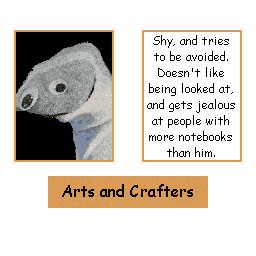 Shy, and tries
to be avoided.
Doesn't like
being looked at,
and gets jealous
at people with
more notebooks
than him.
Arts and Crafters